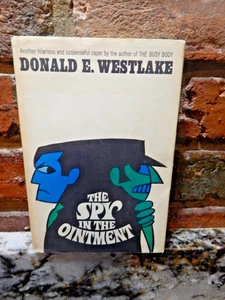 Another hilarious and suspenseful caper by the author of THE BUSY BODY
DONALD E. WESTLAKE
THE
SPY
IN THE
OINTMENT